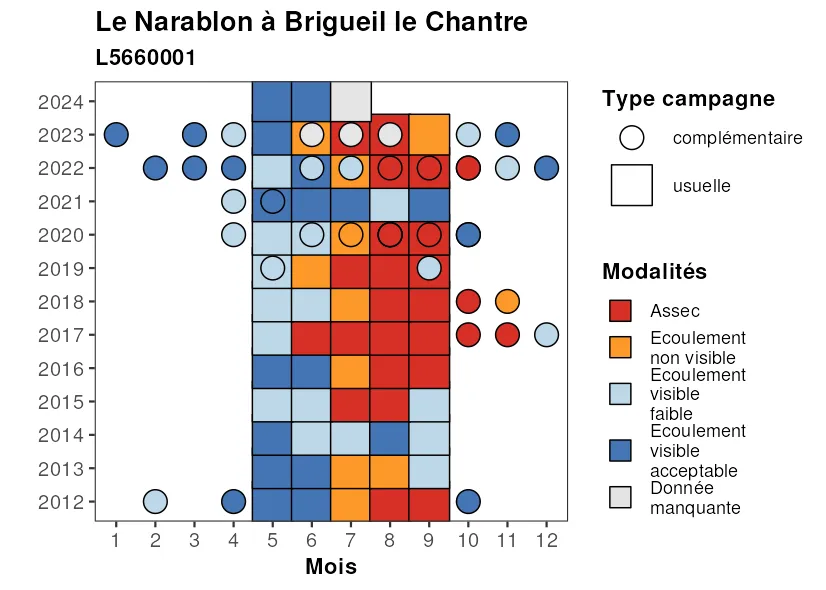 Le Narablon à Brigueil le Chantre
L5660001
2024
2023
2022
2021
2020
2019
2018
2017
2016
2015
2014
2013
2012
1 2 3 4 5 6 7 8 9 10 11 12
Mois
Type campagne
complémentaire
usuelle
Modalités
Assec
Ecoulement
non visible
Ecoulement
visible
faible
Ecoulement
visible
acceptable
Donnée
manquante